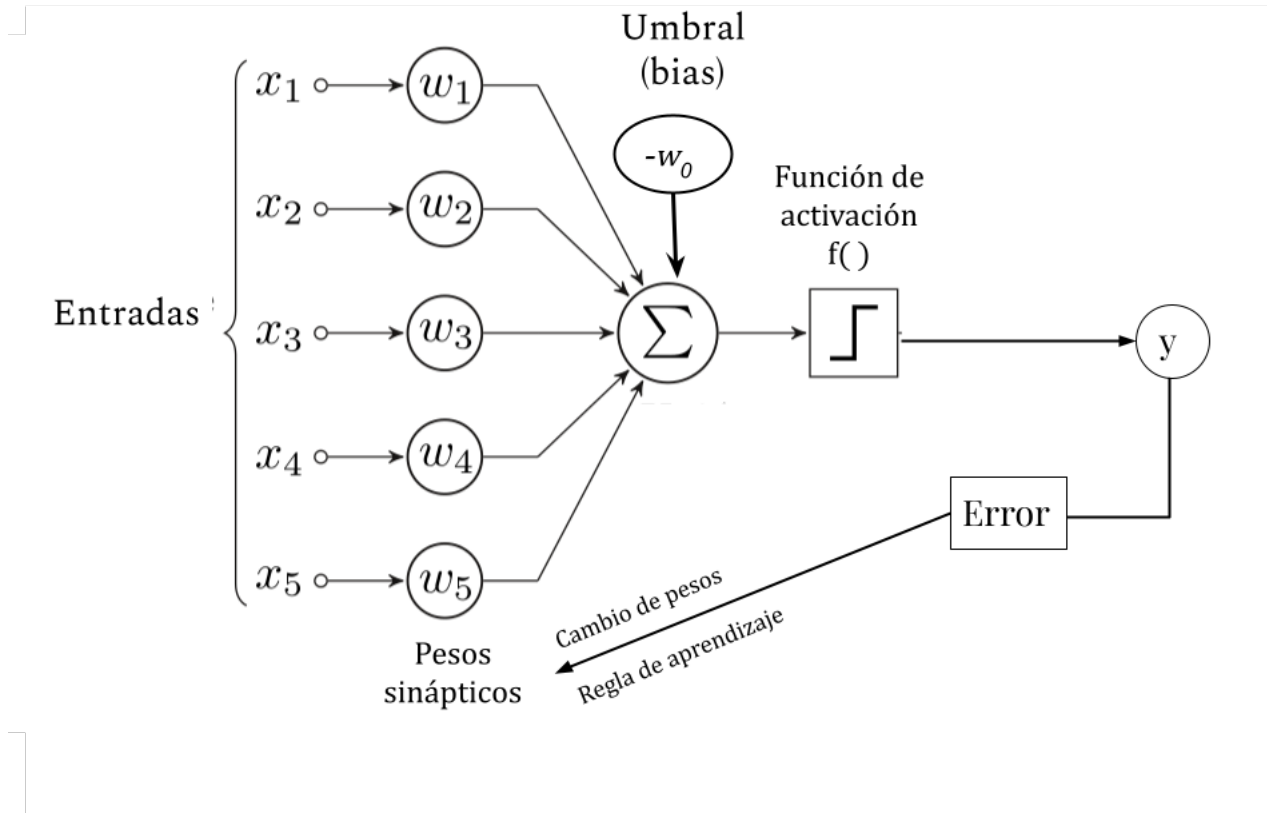 Umbral
(bias)
-w₀
Función de
activación
f( )
Entradas
x₁
w₁
x₂
w₂
x₃
w₃
x₄
w₄
x₅
w₅
Σ
y
Error
Cambio de pesos
Regla de aprendizaje
Pesos
sinápticos